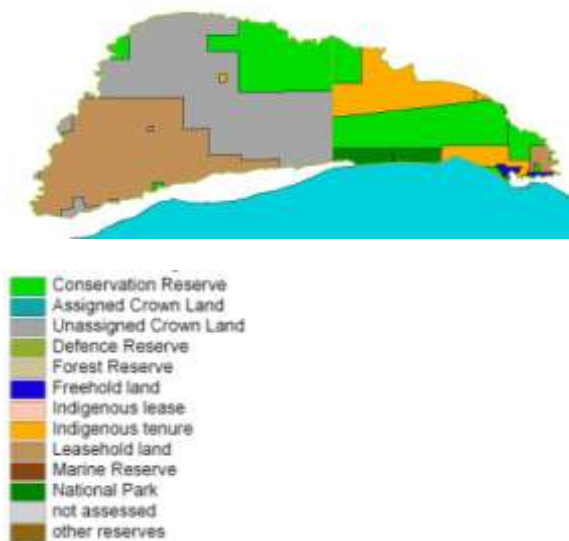 Conservation Reserve
Assigned Crown Land
Unassigned Crown Land
Defence Reserve
Forest Reserve
Freehold land
Indigenous lease
Indigenous tenure
Leasehold land
Marine Reserve
National Park
not assessed
other reserves